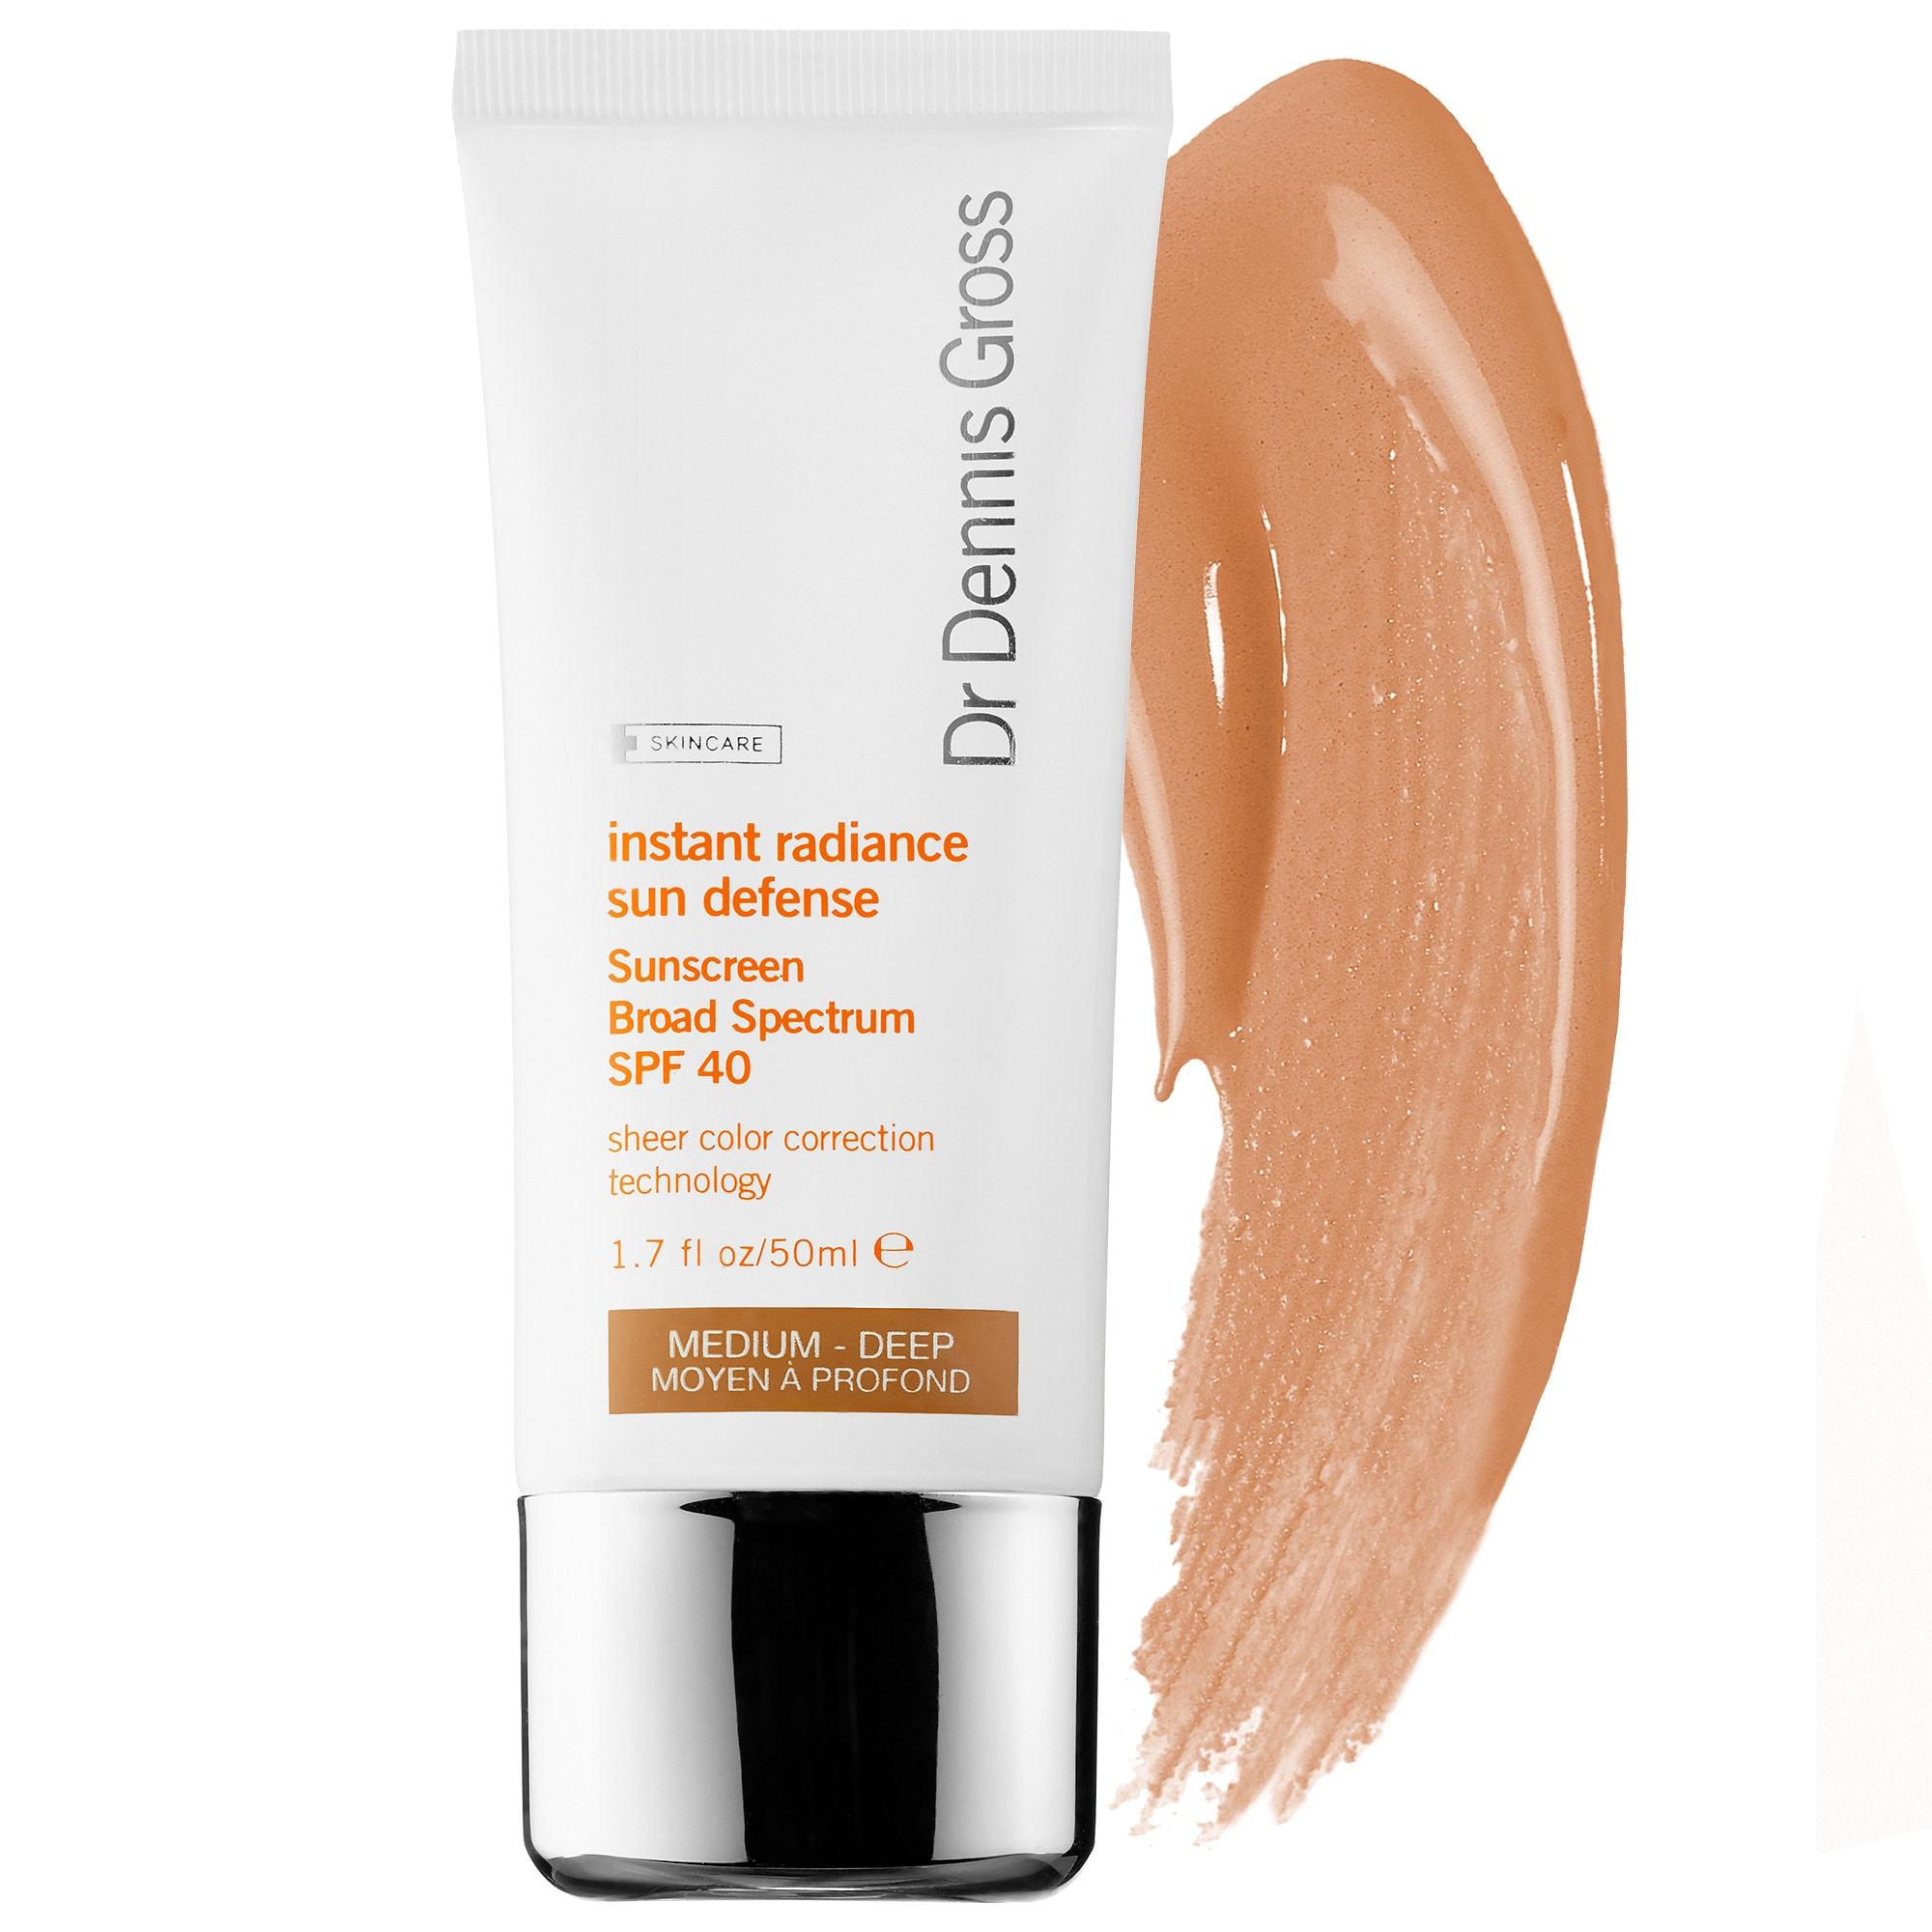 Dr Dennis Gross
SKINCARE
instant radiance
sun defense
Sunscreen
Broad Spectrum
SPF 40
sheer color correction
technology
1.7 fl oz/50ml ℮
MEDIUM - DEEP
MOYEN À PROFOND